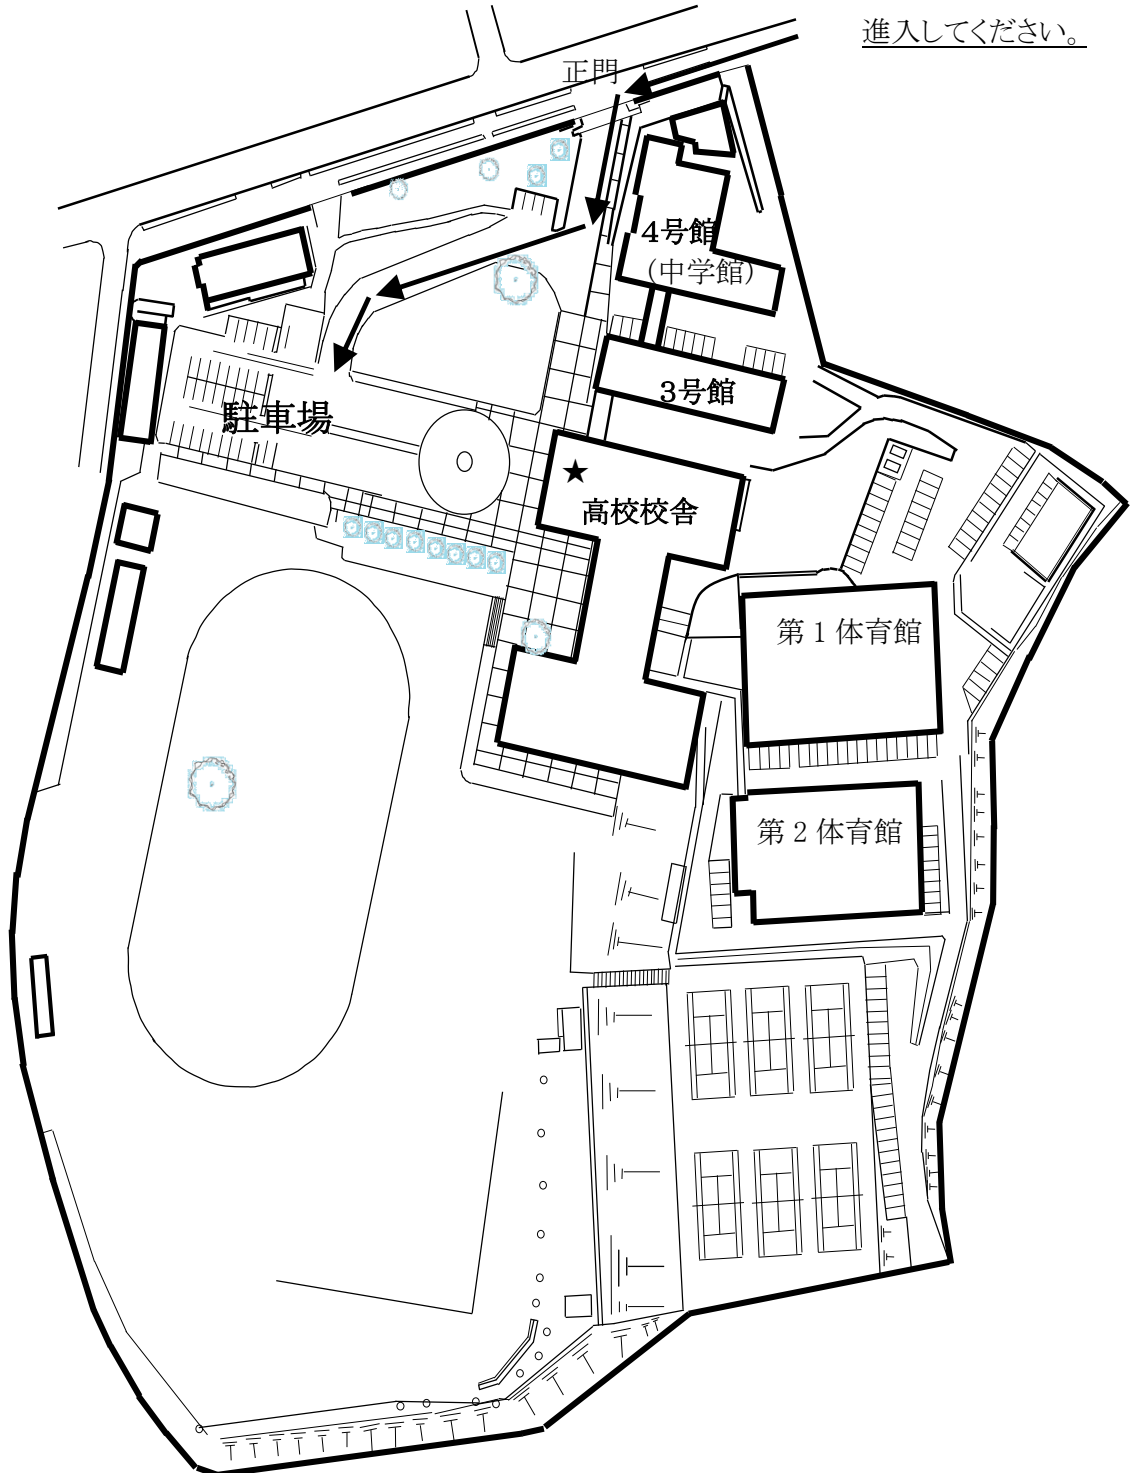 進入してください。
正門
4号館
(中学館)
3号館
駐車場
★
高校校舎
第1体育館
第2体育館